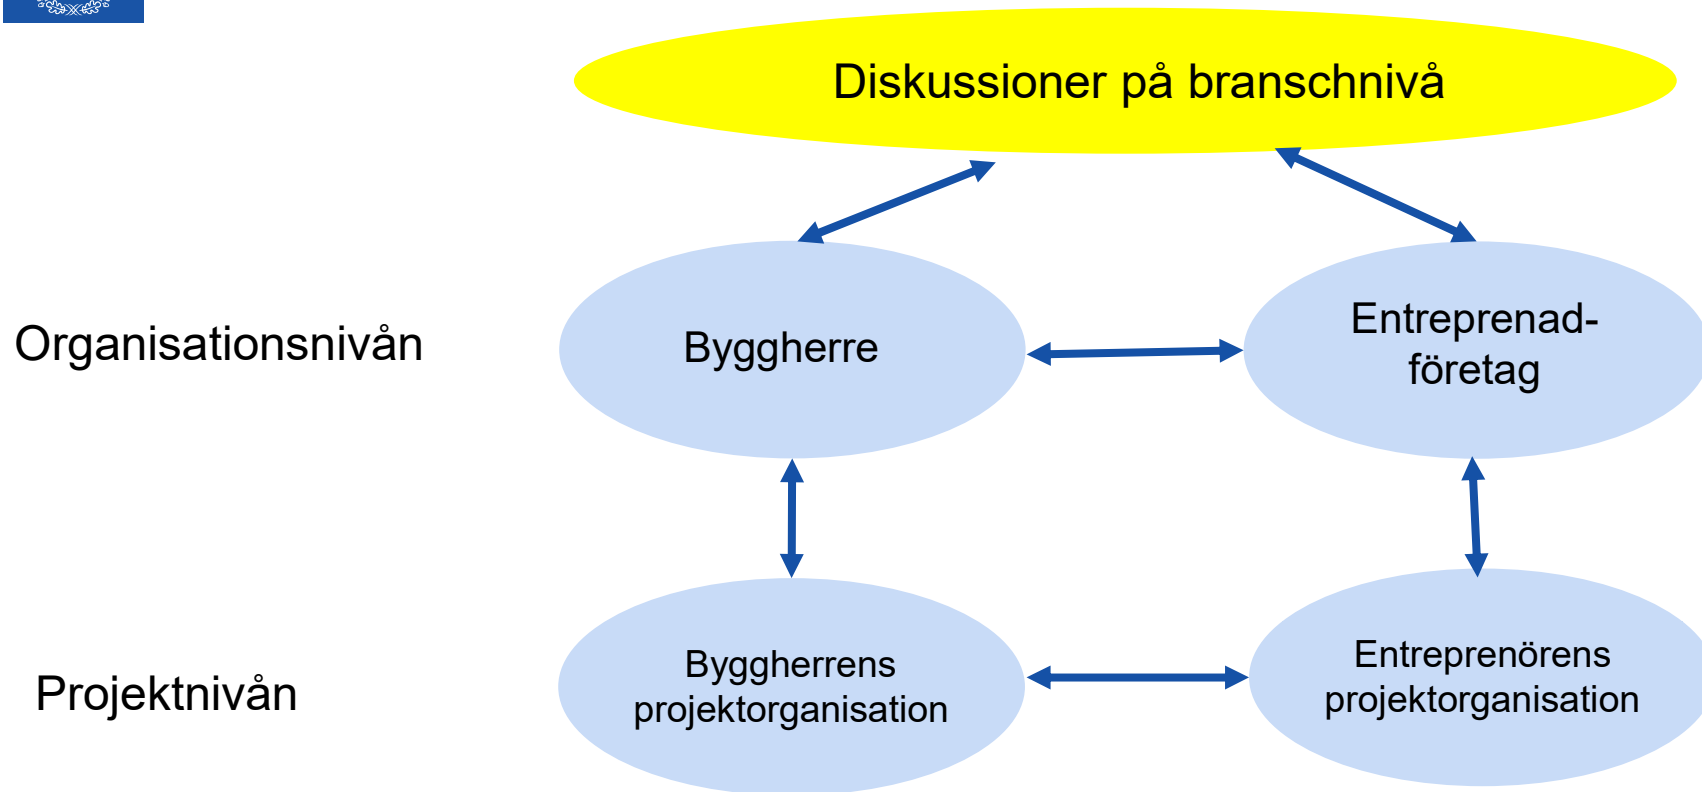 Diskussioner på branschnivå
Organisationsnivån
Byggherre
Entreprenad-
företag
Projektnivån
Byggherrens
projektorganisation
Entreprenörens
projektorganisation